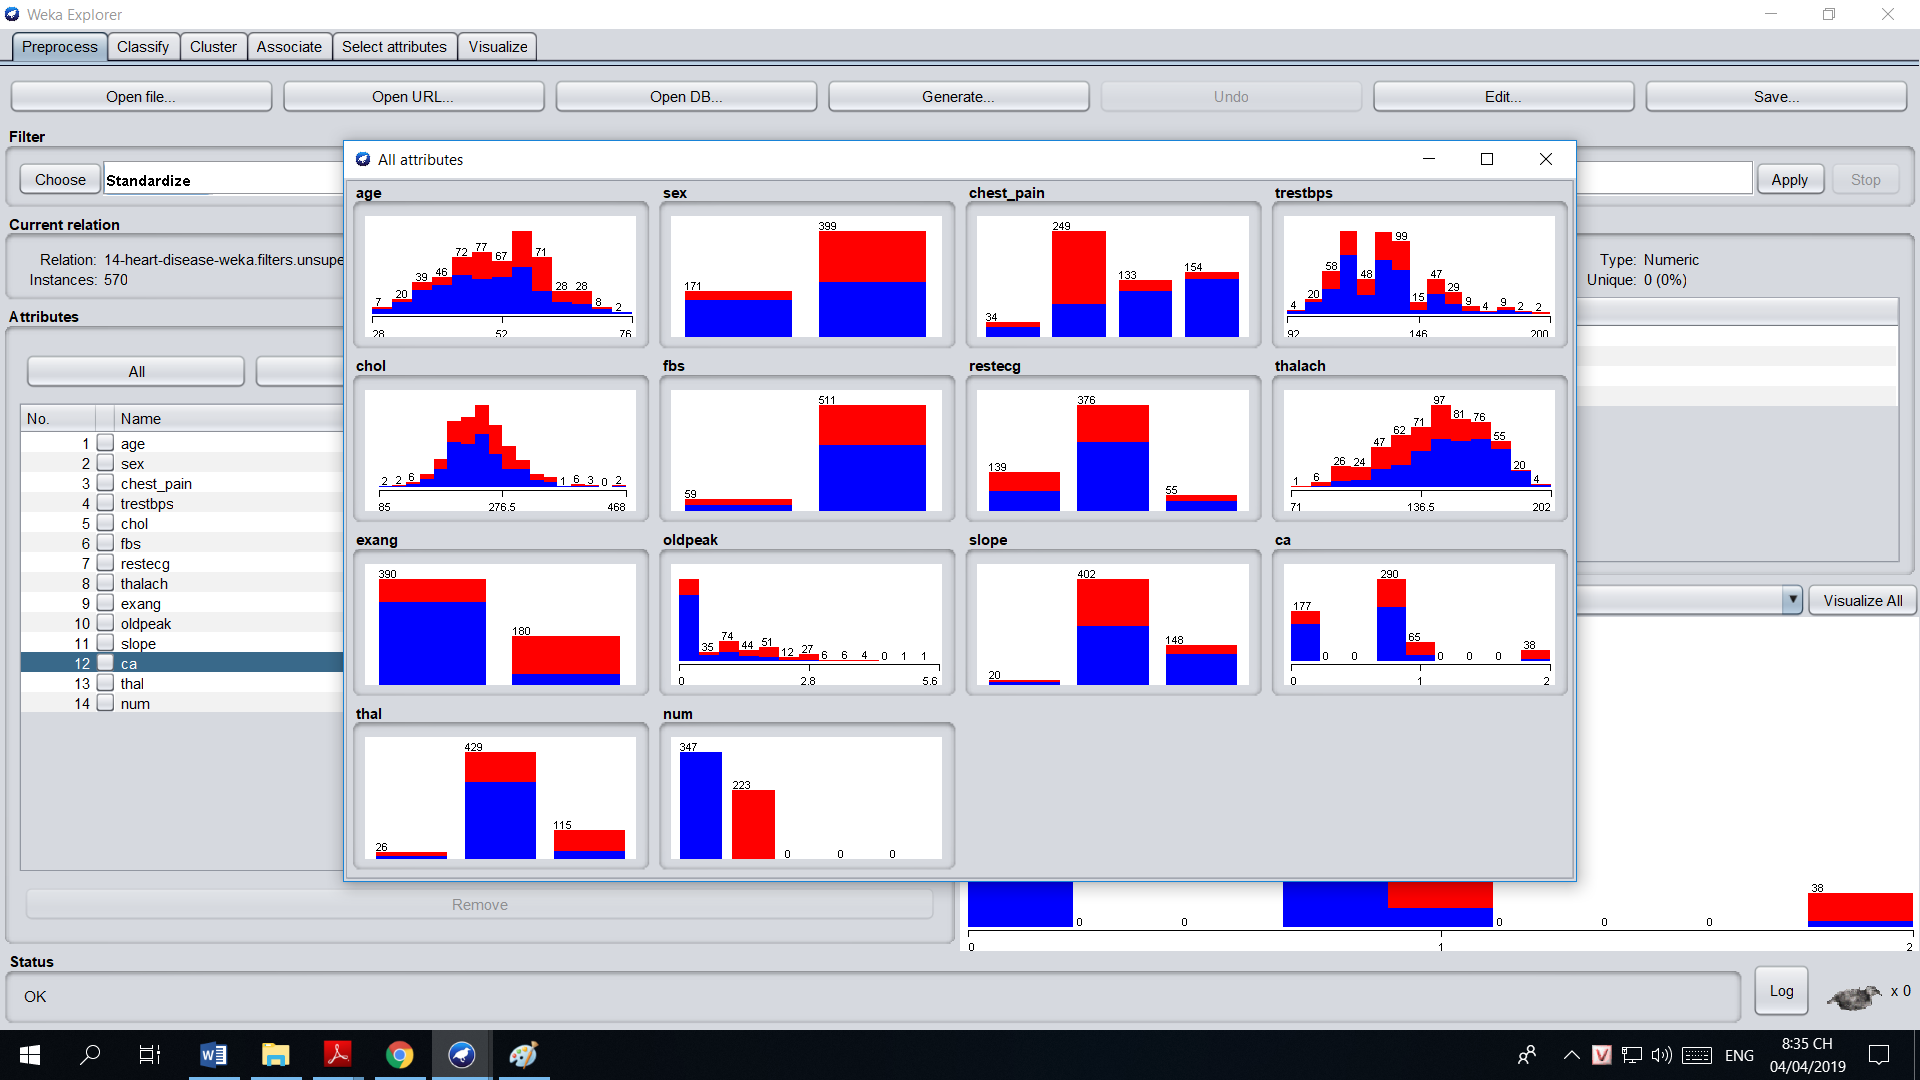 Weka Explorer
Preprocess Classify Cluster Associate Select attributes Visualize
Open file... Open URL... Open DB... Generate... Undo Edit... Save...
Filter
Choose Standardize Apply Stop
Current relation
Relation: 14-heart-disease-weka.filters.unsupe
Instances: 570
Type: Numeric
Unique: 0 (0%)
Attributes
All
No. Name
1 age
2 sex
3 chest_pain
4 trestbps
5 chol
6 fbs
7 restecg
8 thalach
9 exang
10 oldpeak
11 slope
12 ca
13 thal
14 num
Remove
Visualize All
All attributes
age
7 20 39 46 72 77 67 71 28 28 8 2
28 52 76
sex
171 399
chest_pain
34 249 133 154
trestbps
4 20 58 48 99 15 47 29 9 4 9 2 2
92 146 200
chol
2 2 6 1 6 3 0 2
85 276.5 468
fbs
59 511
restecg
139 376 55
thalach
1 6 26 24 47 62 71 97 81 76 55 20 4
71 136.5 202
exang
390 180
oldpeak
35 74 44 51 12 27 6 6 4 0 1 1
0 2.8 5.6
slope
20 402 148
ca
177 0 0 290 65 0 0 0 38
0 1 2
thal
26 429 115
num
347 223 0 0 0
0 0 0 0 0 38
0 1 2
Status
OK
Log x 0
ENG
8:35 CH
04/04/2019